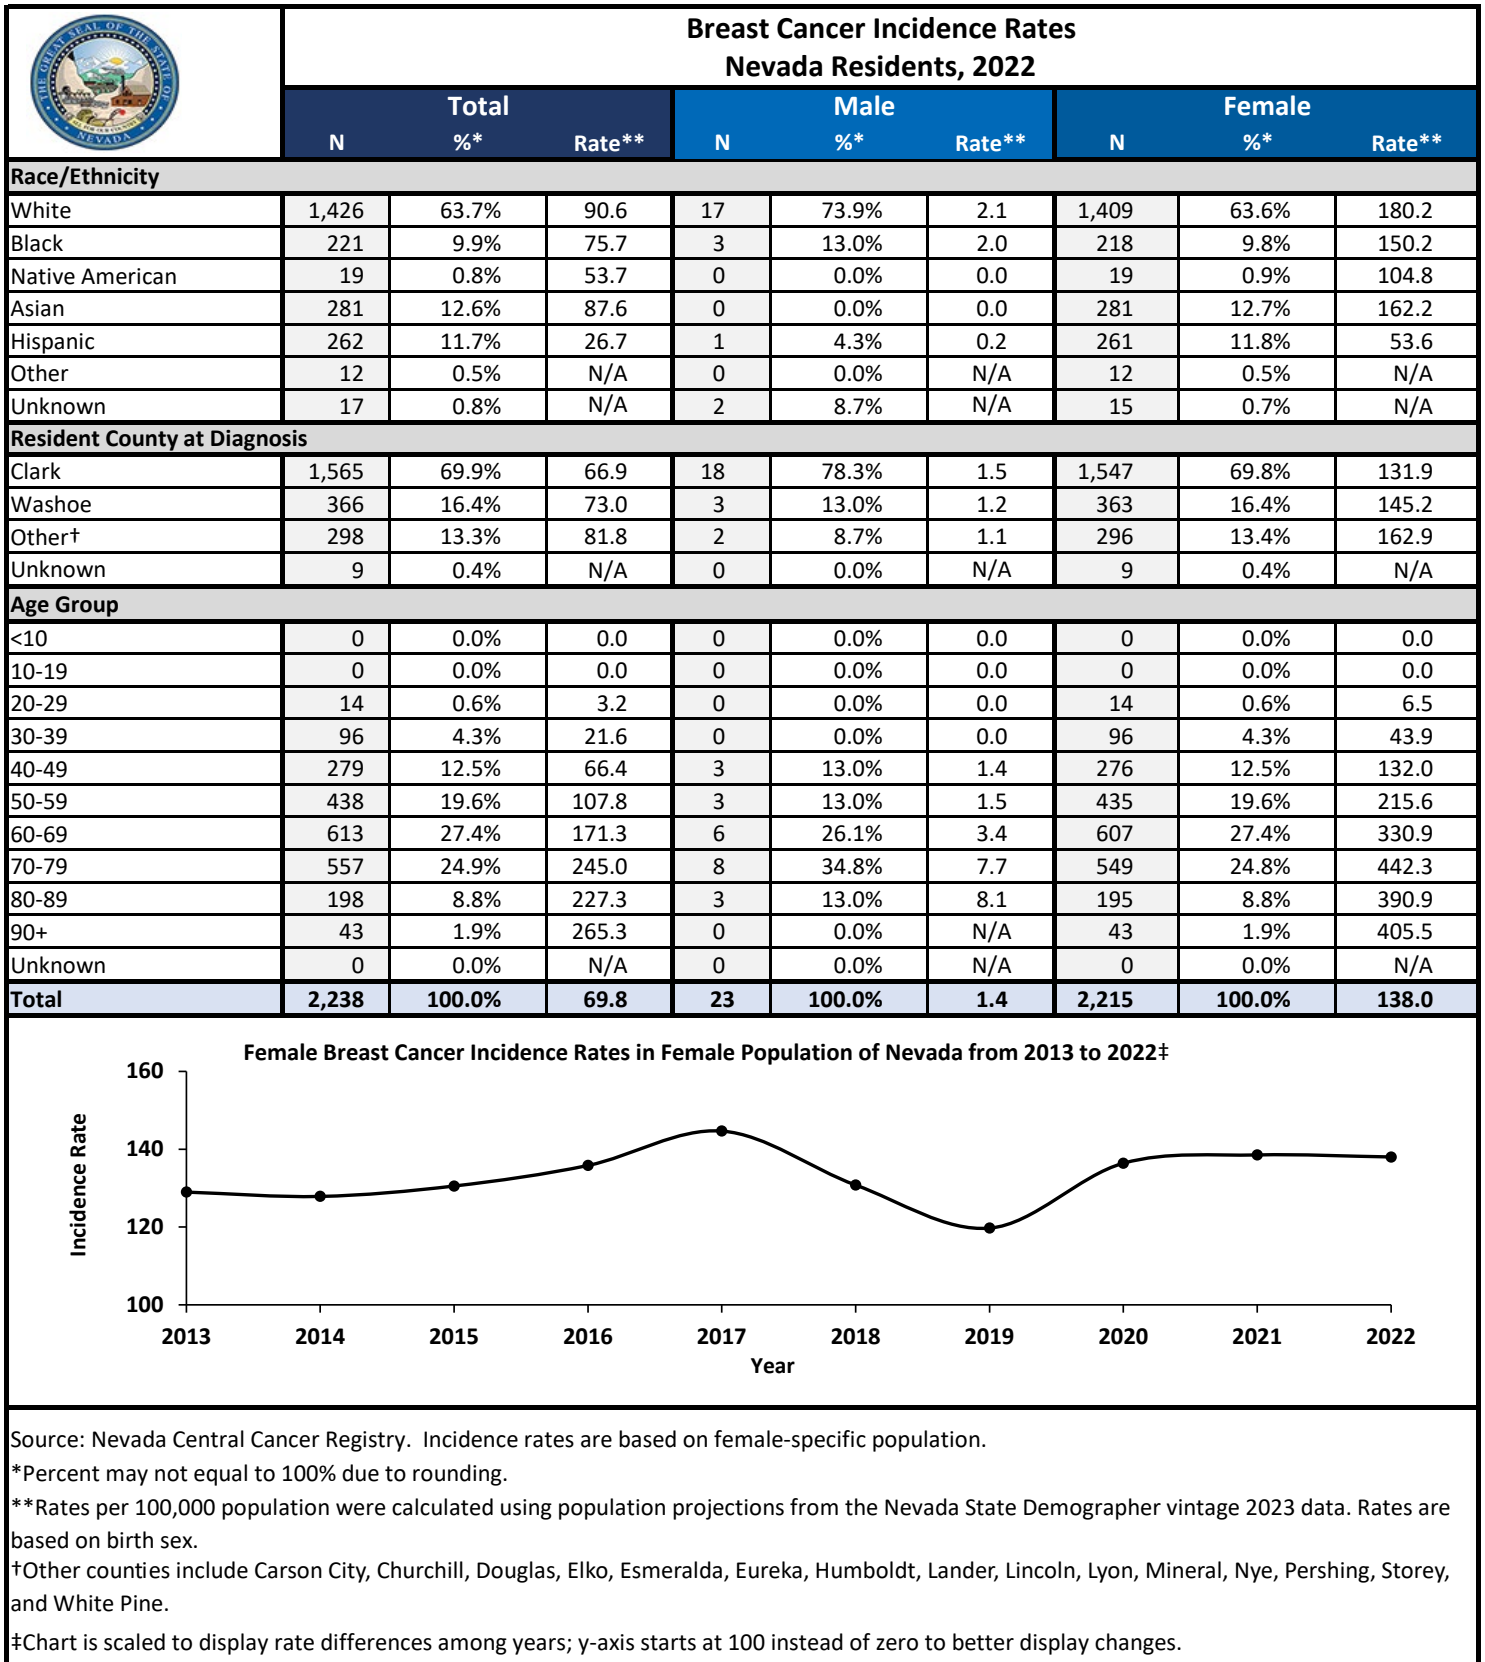 THE GREAT SEAL OF THE STATE OF
ALL FOR OUR COUNTRY
NEVADA
Breast Cancer Incidence Rates
Nevada Residents, 2022
Total Male Female
N %* Rate** N %* Rate** N %* Rate**
Race/Ethnicity
White 1,426 63.7% 90.6 17 73.9% 2.1 1,409 63.6% 180.2
Black 221 9.9% 75.7 3 13.0% 2.0 218 9.8% 150.2
Native American 19 0.8% 53.7 0 0.0% 0.0 19 0.9% 104.8
Asian 281 12.6% 87.6 0 0.0% 0.0 281 12.7% 162.2
Hispanic 262 11.7% 26.7 1 4.3% 0.2 261 11.8% 53.6
Other 12 0.5% N/A 0 0.0% N/A 12 0.5% N/A
Unknown 17 0.8% N/A 2 8.7% N/A 15 0.7% N/A
Resident County at Diagnosis
Clark 1,565 69.9% 66.9 18 78.3% 1.5 1,547 69.8% 131.9
Washoe 366 16.4% 73.0 3 13.0% 1.2 363 16.4% 145.2
Other† 298 13.3% 81.8 2 8.7% 1.1 296 13.4% 162.9
Unknown 9 0.4% N/A 0 0.0% N/A 9 0.4% N/A
Age Group
<10 0 0.0% 0.0 0 0.0% 0.0 0 0.0% 0.0
10-19 0 0.0% 0.0 0 0.0% 0.0 0 0.0% 0.0
20-29 14 0.6% 3.2 0 0.0% 0.0 14 0.6% 6.5
30-39 96 4.3% 21.6 0 0.0% 0.0 96 4.3% 43.9
40-49 279 12.5% 66.4 3 13.0% 1.4 276 12.5% 132.0
50-59 438 19.6% 107.8 3 13.0% 1.5 435 19.6% 215.6
60-69 613 27.4% 171.3 6 26.1% 3.4 607 27.4% 330.9
70-79 557 24.9% 245.0 8 34.8% 7.7 549 24.8% 442.3
80-89 198 8.8% 227.3 3 13.0% 8.1 195 8.8% 390.9
90+ 43 1.9% 265.3 0 0.0% N/A 43 1.9% 405.5
Unknown 0 0.0% N/A 0 0.0% N/A 0 0.0% N/A
Total 2,238 100.0% 69.8 23 100.0% 1.4 2,215 100.0% 138.0
Female Breast Cancer Incidence Rates in Female Population of Nevada from 2013 to 2022‡
160
140
120
100
Incidence Rate
2013 2014 2015 2016 2017 2018 2019 2020 2021 2022
Year
Source: Nevada Central Cancer Registry. Incidence rates are based on female-specific population.
*Percent may not equal to 100% due to rounding.
**Rates per 100,000 population were calculated using population projections from the Nevada State Demographer vintage 2023 data. Rates are
based on birth sex.
†Other counties include Carson City, Churchill, Douglas, Elko, Esmeralda, Eureka, Humboldt, Lander, Lincoln, Lyon, Mineral, Nye, Pershing, Storey,
and White Pine.
‡Chart is scaled to display rate differences among years; y-axis starts at 100 instead of zero to better display changes.